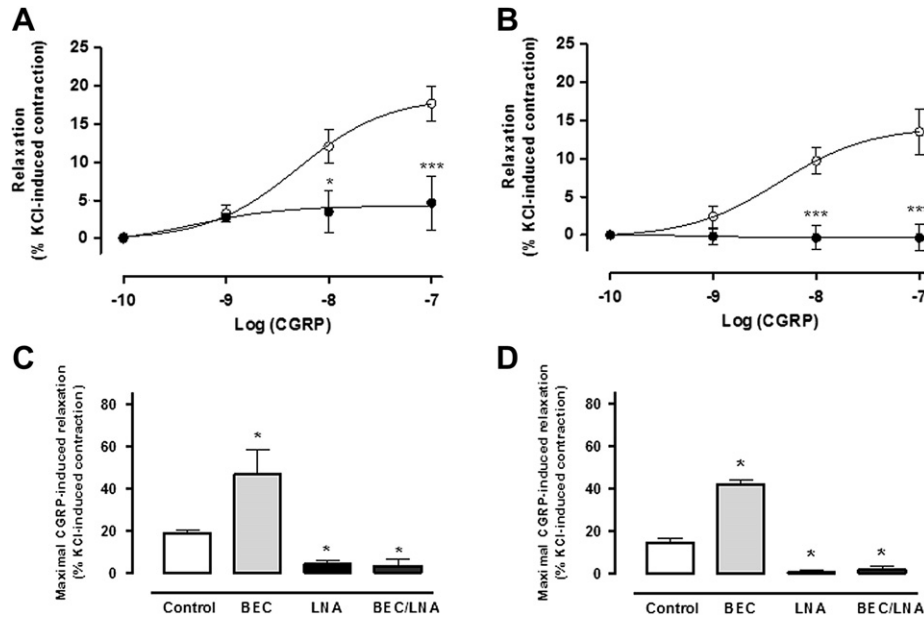 A
Relaxation
(% KCl-induced contraction)
25
20
15
10
5
0
*
***
-10
-9
-8
-7
Log (CGRP)
B
Relaxation
(% KCl-induced contraction)
25
20
15
10
5
0
***
***
-10
-9
-8
-7
Log (CGRP)
C
Maximal CGRP-induced relaxation
(% KCl-induced contraction)
80
60
40
20
0
*
*
*
Control
BEC
LNA
BEC/LNA
D
Maximal CGRP-induced relaxation
(% KCl-induced contraction)
80
60
40
20
0
*
*
*
Control
BEC
LNA
BEC/LNA